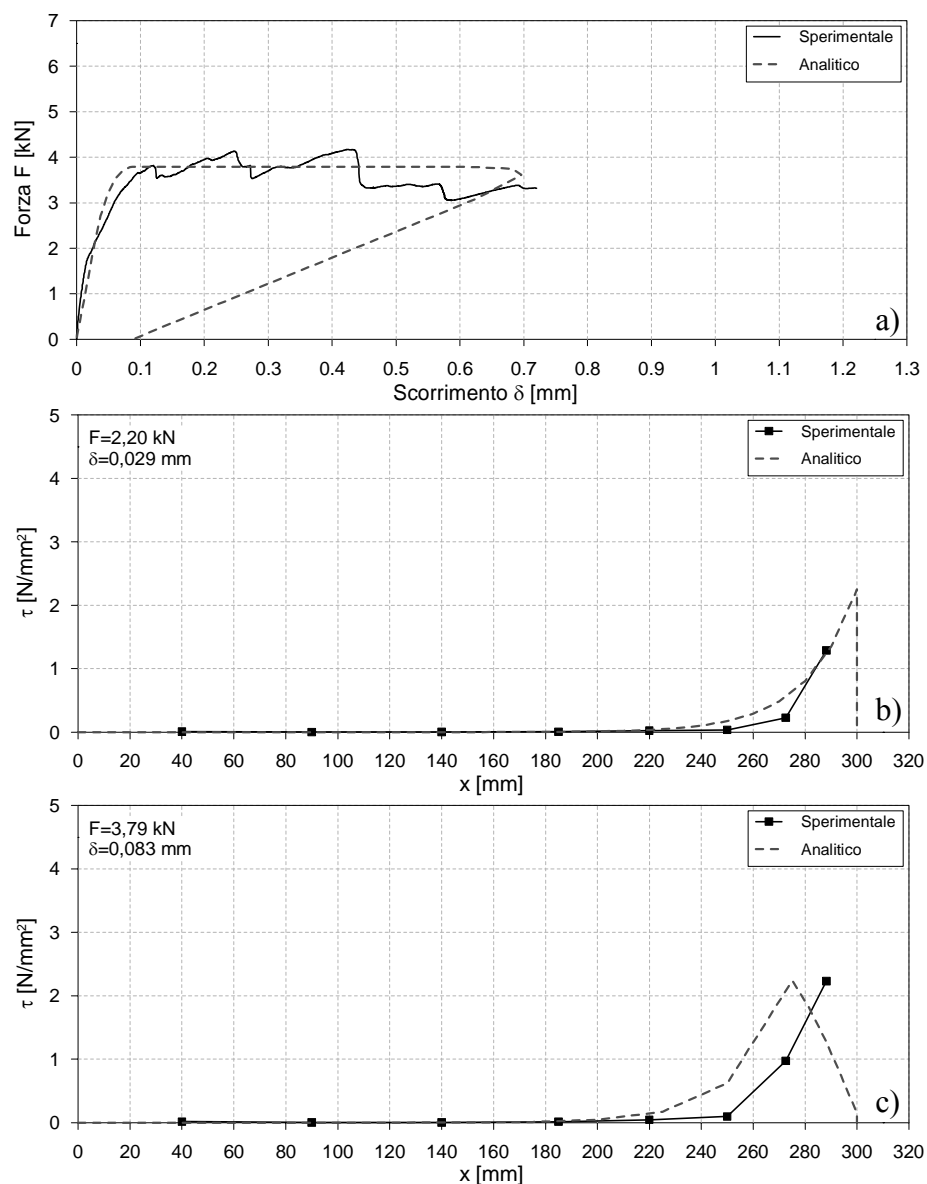 7
6
5
4
3
2
1
0
Forza F [kN]
Sperimentale
Analitico
a)
0 0.1 0.2 0.3 0.4 0.5 0.6 0.7 0.8 0.9 1 1.1 1.2 1.3
Scorrimento δ [mm]
5
4
3
2
1
0
τ [N/mm²]
F=2,20 kN
δ=0,029 mm
Sperimentale
Analitico
b)
0 20 40 60 80 100 120 140 160 180 200 220 240 260 280 300 320
x [mm]
5
4
3
2
1
0
τ [N/mm²]
F=3,79 kN
δ=0,083 mm
Sperimentale
Analitico
c)
0 20 40 60 80 100 120 140 160 180 200 220 240 260 280 300 320
x [mm]